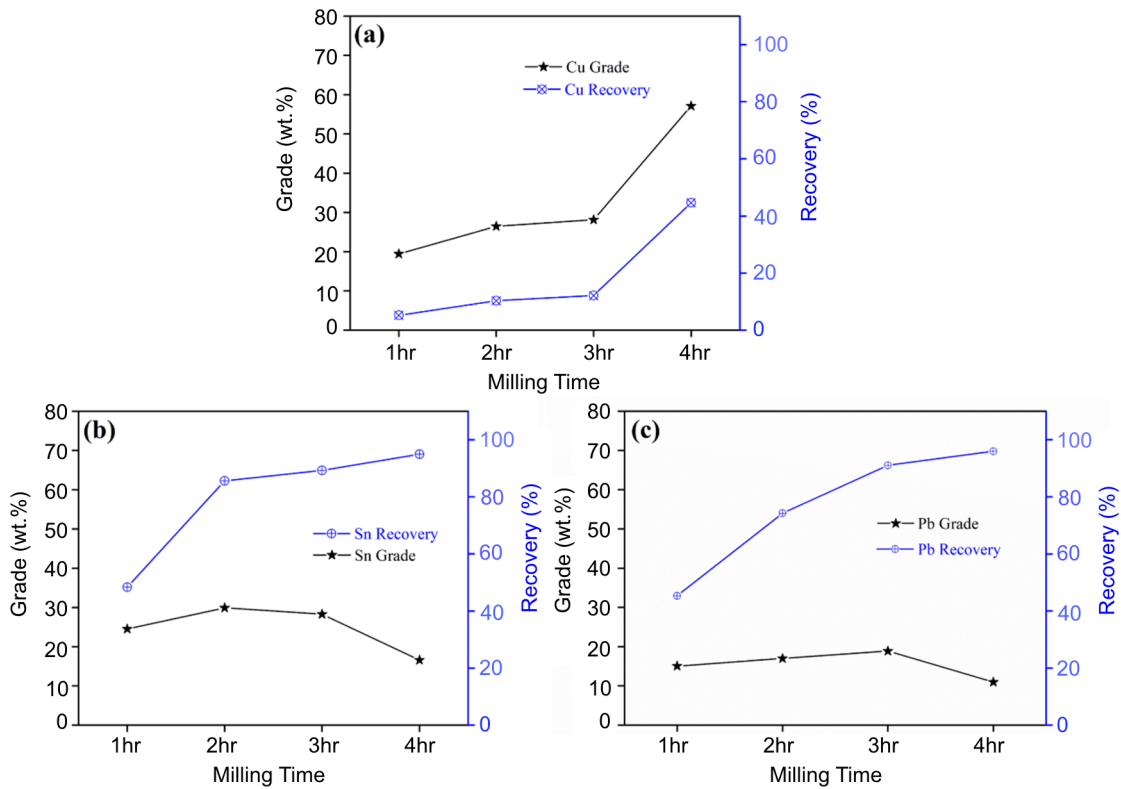 (a)
Cu Grade
Cu Recovery
80
70
60
50
40
30
20
10
0
Grade (wt.%)
100
80
60
40
20
0
Recovery (%)
1hr 2hr 3hr 4hr
Milling Time
(b)
Sn Recovery
Sn Grade
80
70
60
50
40
30
20
10
0
Grade (wt.%)
100
80
60
40
20
0
Recovery (%)
1hr 2hr 3hr 4hr
Milling Time
(c)
Pb Grade
Pb Recovery
80
70
60
50
40
30
20
10
0
Grade (wt.%)
100
80
60
40
20
0
Recovery (%)
1hr 2hr 3hr 4hr
Milling Time